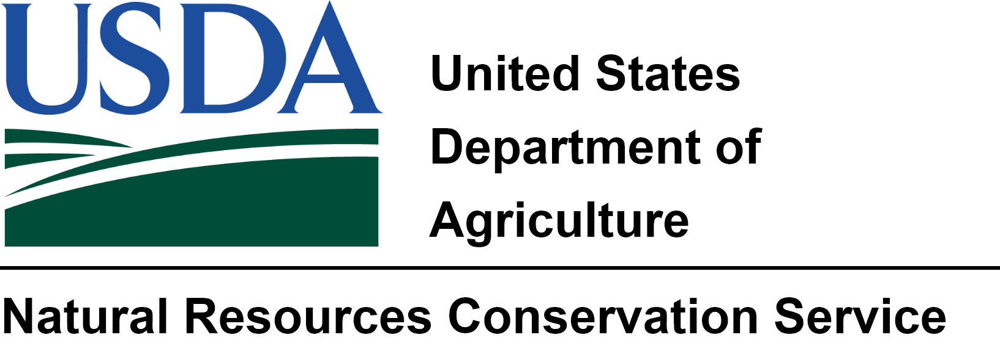 USDA
United States
Department of
Agriculture
Natural Resources Conservation Service